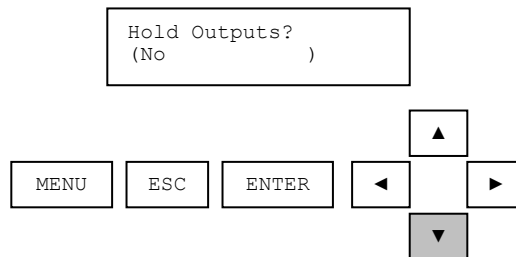 Hold Outputs?
(No )
▲
MENU ESC ENTER ◄ ►
▼